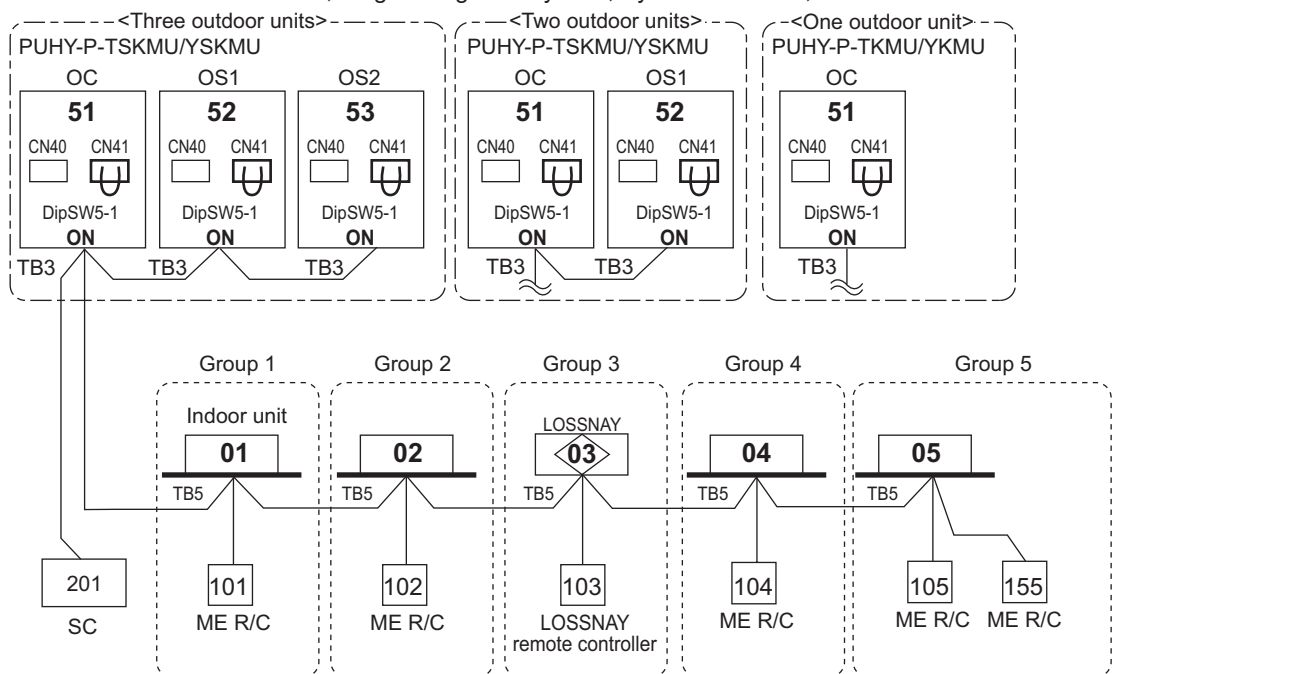 <Three outdoor units>
<Two outdoor units>
<One outdoor unit>
PUHY-P-TSKMU/YSKMU
PUHY-P-TSKMU/YSKMU
PUHY-P-TKMU/YKMU
OC OS1 OS2 OC OS1 OC
51 52 53 51 52 51
CN40 CN41 CN40 CN41 CN40 CN41 CN40 CN41 CN40 CN41 CN40 CN41
DipSW5-1 DipSW5-1 DipSW5-1 DipSW5-1 DipSW5-1 DipSW5-1
ON ON ON ON ON ON
TB3 TB3 TB3 TB3 TB3 TB3
Group 1 Group 2 Group 3 Group 4 Group 5
Indoor unit
LOSSNAY
01 02 03 04 05
TB5 TB5 TB5 TB5 TB5
201 101 102 103 104 105 155
SC ME R/C ME R/C LOSSNAY ME R/C ME R/C ME R/C
remote controller